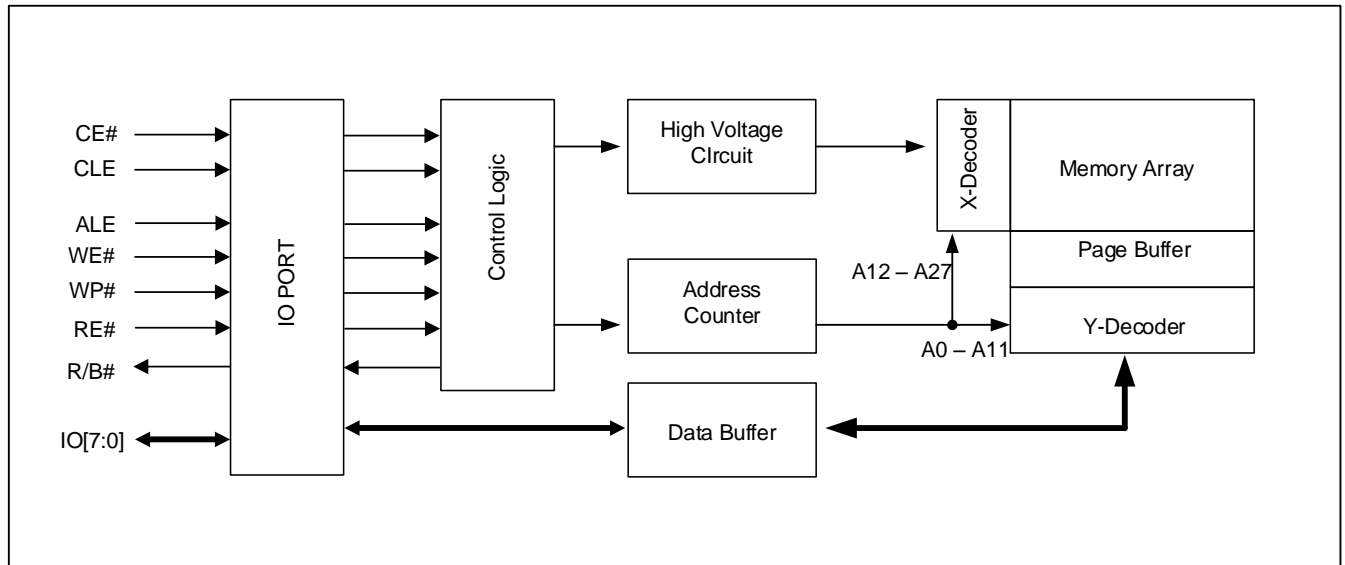 CE#
CLE
ALE
WE#
WP#
RE#
R/B#
IO[7:0]
IO PORT
Control Logic
High Voltage
CIrcuit
Address
Counter
Data Buffer
X-Decoder
Memory Array
Page Buffer
Y-Decoder
A12 – A27
A0 – A11